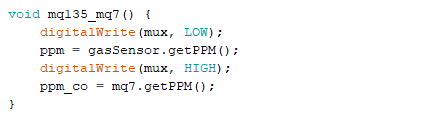 void mq135_mq7() {
digitalWrite(mux, LOW);
ppm = gasSensor.getPPM();
digitalWrite(mux, HIGH);
ppm_co = mq7.getPPM();
}